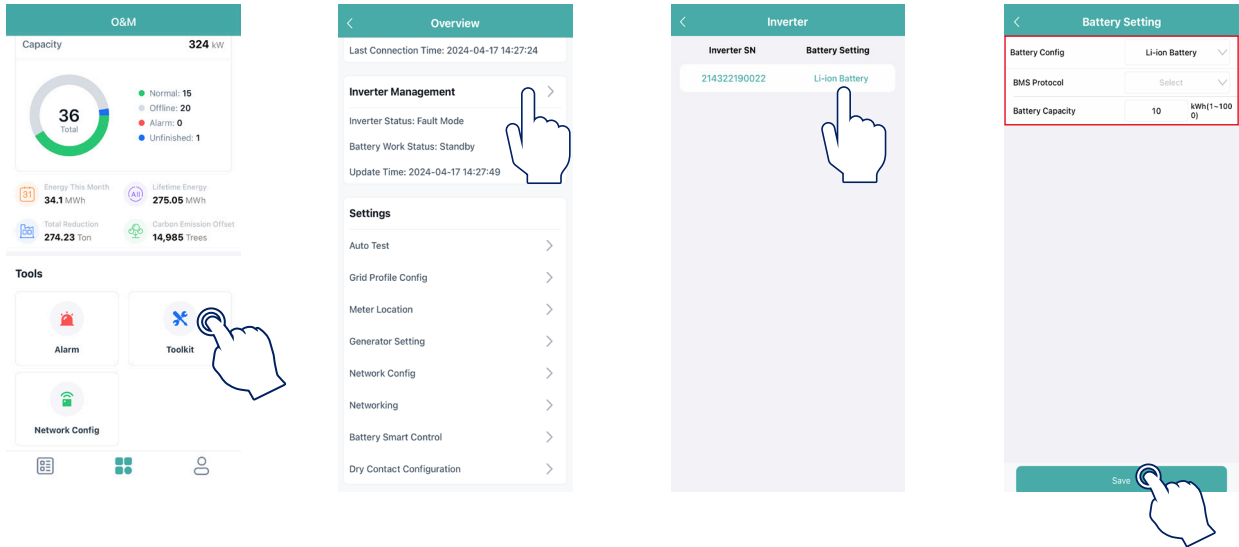 O&M
Capacity 324 kW
36
Total
Normal: 15
Offline: 20
Alarm: 0
Unfinished: 1
31 Energy This Month
34.1 MWh
All Lifetime Energy
275.05 MWh
Total Reduction
274.23 Ton
Carbon Emission Offset
14,985 Trees
Tools
Alarm
Toolkit
Network Config
Overview
Last Connection Time: 2024-04-17 14:27:24
Inverter Management
Inverter Status: Fault Mode
Battery Work Status: Standby
Update Time: 2024-04-17 14:27:49
Settings
Auto Test
Grid Profile Config
Meter Location
Generator Setting
Network Config
Networking
Battery Smart Control
Dry Contact Configuration
Inverter
Inverter SN Battery Setting
214322190022 Li-ion Battery
Battery Setting
Battery Config Li-ion Battery
BMS Protocol Select
Battery Capacity 10 kWh(1~100
0)
Save